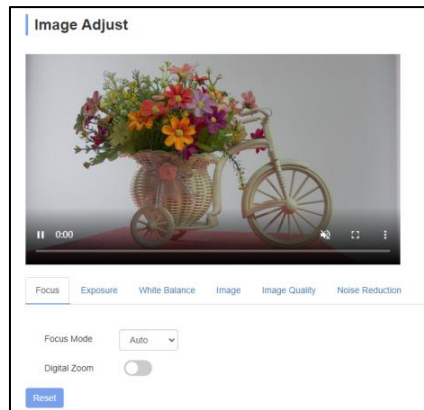 Image Adjust
0:00
Focus Exposure White Balance Image Image Quality Noise Reduction
Focus Mode Auto
Digital Zoom
Reset